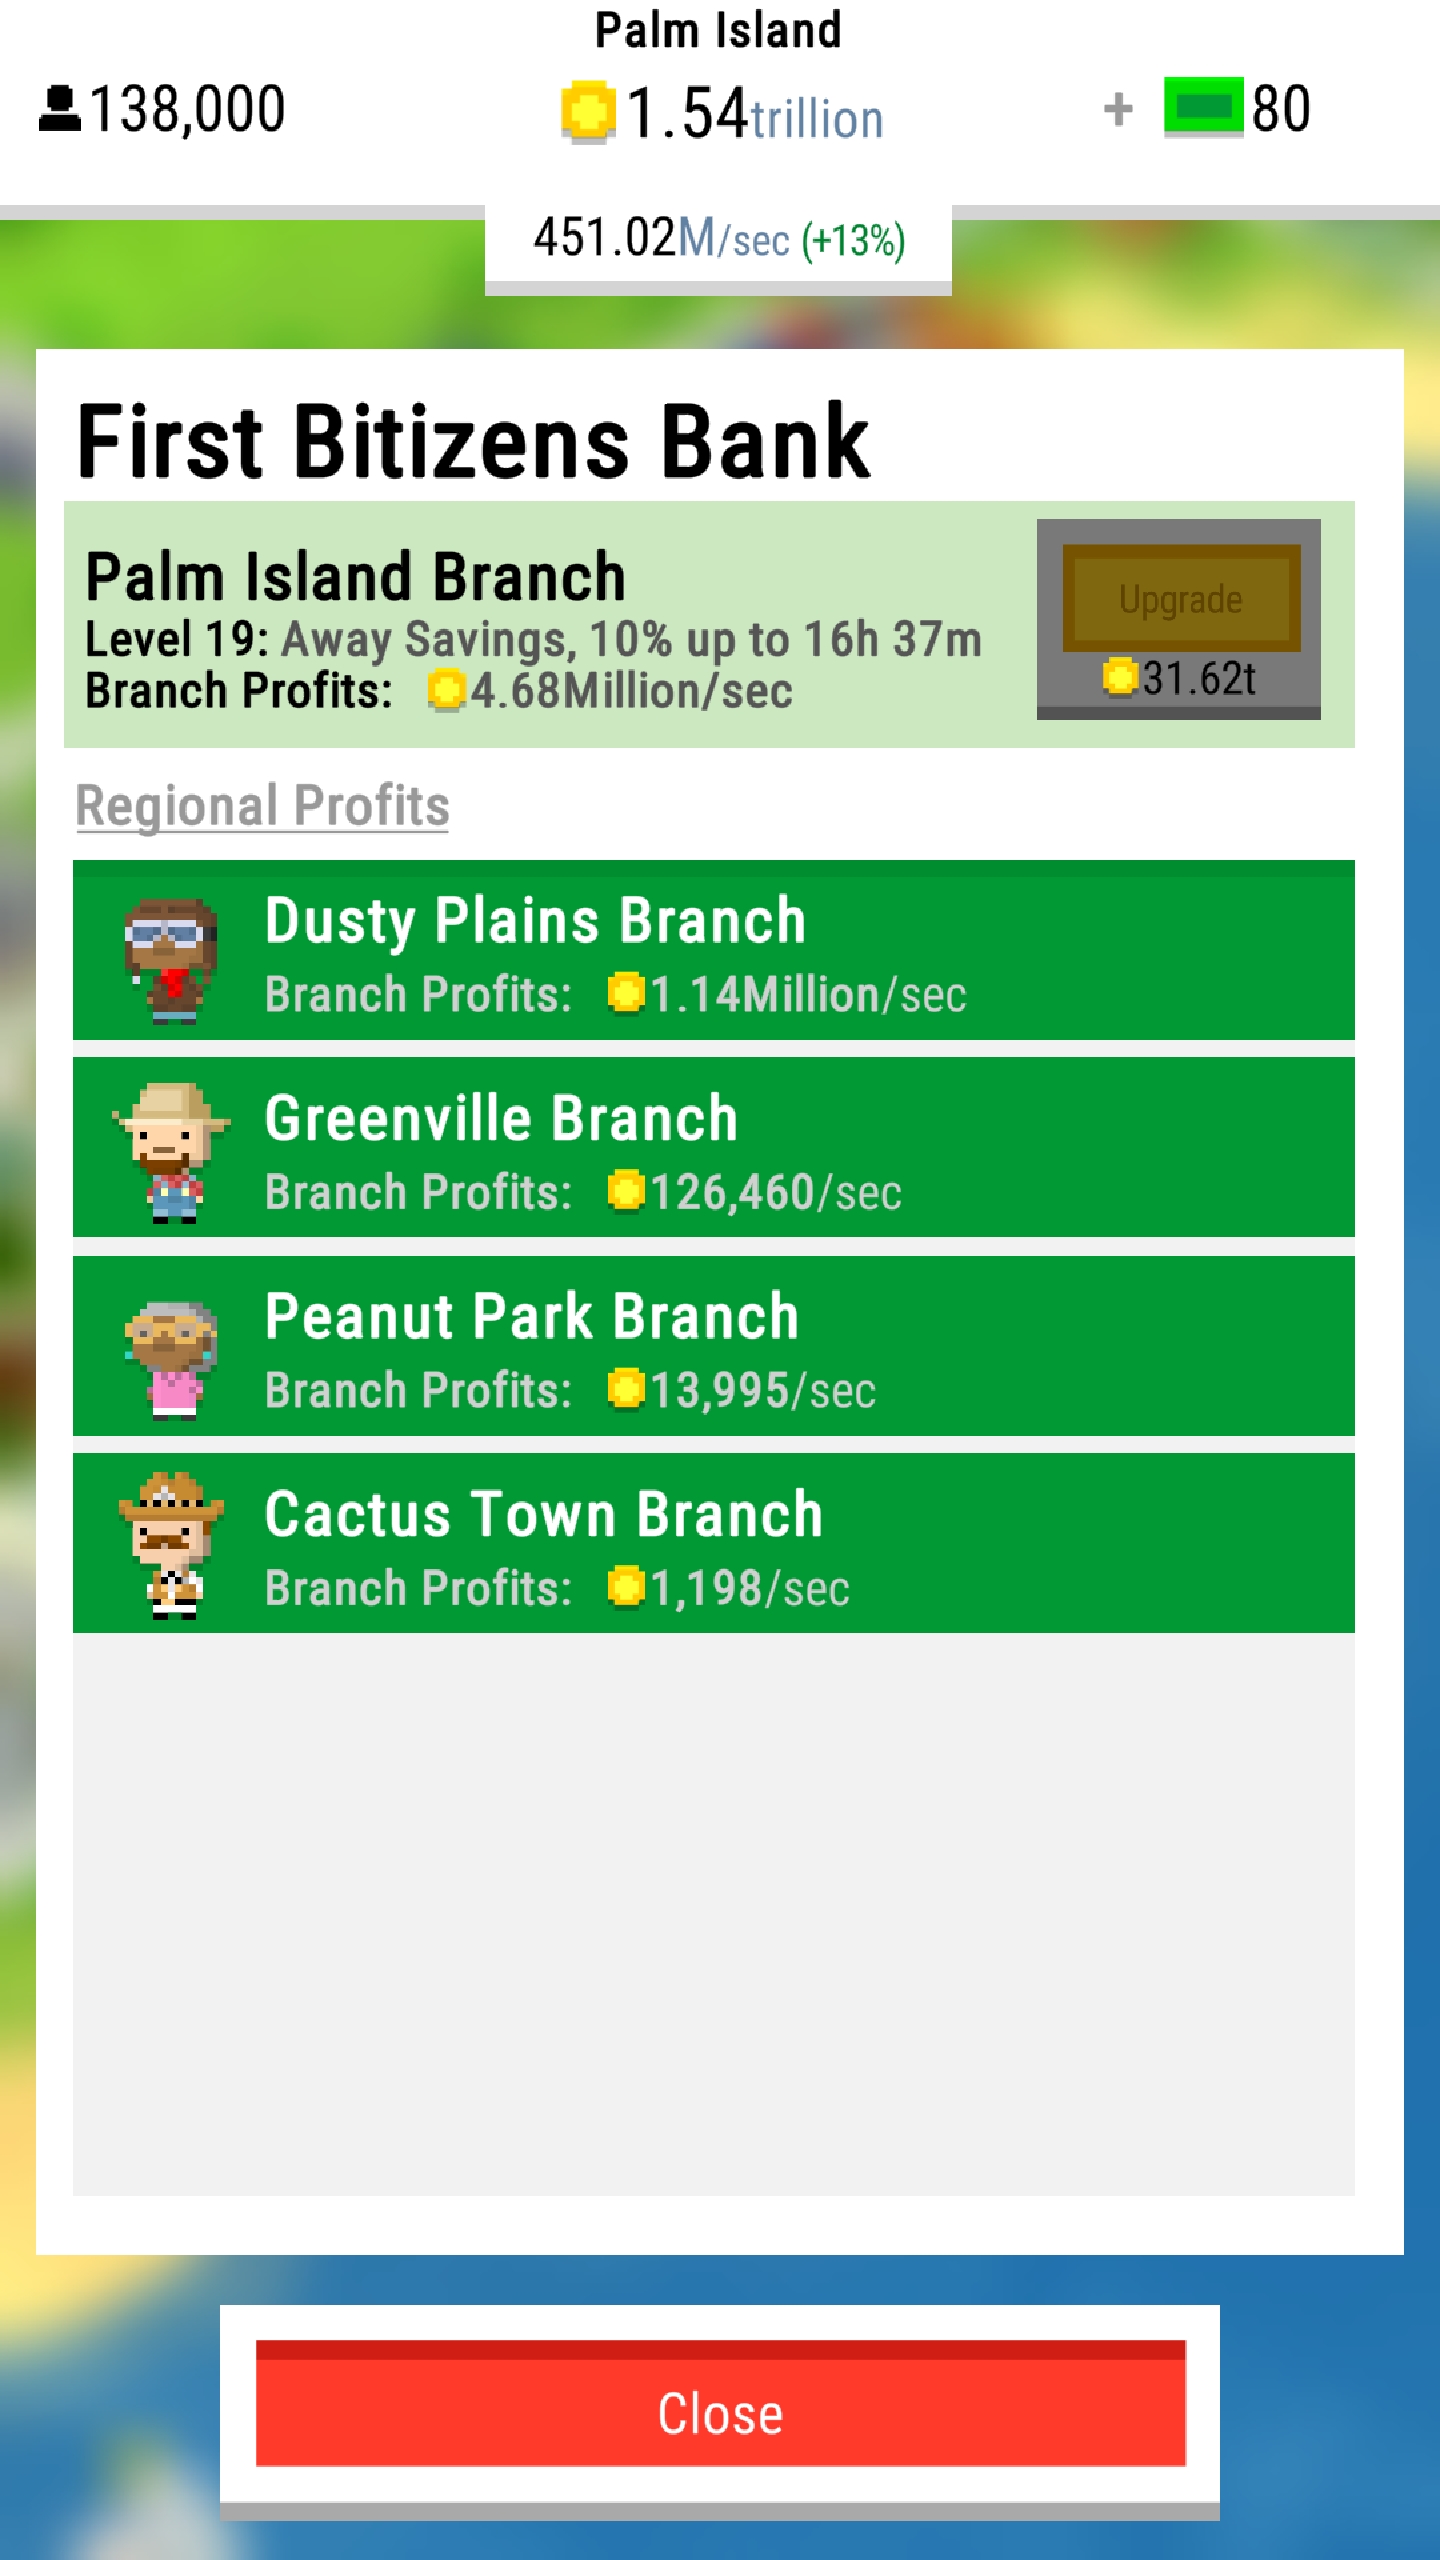 Palm Island
138,000
1.54trillion
+ 80
451.02M/sec (+13%)
First Bitizens Bank
Palm Island Branch
Level 19: Away Savings, 10% up to 16h 37m
Branch Profits: 4.68Million/sec
Upgrade
31.62t
Regional Profits
Dusty Plains Branch
Branch Profits: 1.14Million/sec
Greenville Branch
Branch Profits: 126,460/sec
Peanut Park Branch
Branch Profits: 13,995/sec
Cactus Town Branch
Branch Profits: 1,198/sec
Close